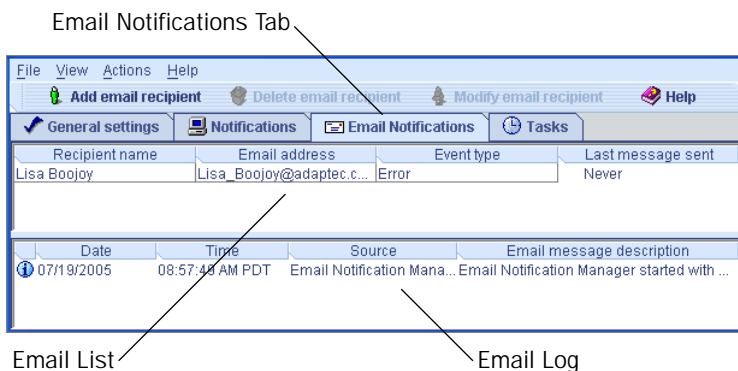 Email Notifications Tab
File View Actions Help
Add email recipient Delete email recipient Modify email recipient Help
General settings Notifications Email Notifications Tasks
Recipient name Email address Event type Last message sent
Lisa Boojoy Lisa_Boojoy@adaptec.c... Error Never
Date Time Source Email message description
07/19/2005 08:57:49 AM PDT Email Notification Mana... Email Notification Manager started with ...
Email List Email Log